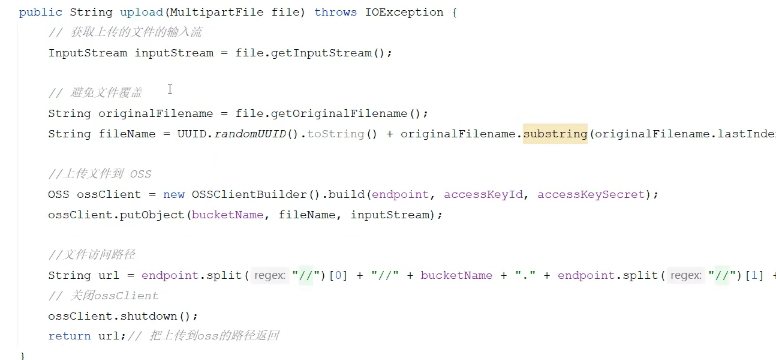 public String upload(MultipartFile file) throws IOException {
// 获取上传的文件的输入流
InputStream inputStream = file.getInputStream();
// 避免文件覆盖
String originalFilename = file.getOriginalFilename();
String fileName = UUID.randomUUID().toString() + originalFilename.substring(originalFilename.lastInde
//上传文件到 OSS
OSS ossClient = new OSSClientBuilder().build(endpoint, accessKeyId, accessKeySecret);
ossClient.putObject(bucketName, fileName, inputStream);
//文件访问路径
String url = endpoint.split( regex: "//")[0] + "//" + bucketName + "." + endpoint.split( regex: "//")[1] +
// 关闭ossClient
ossClient.shutdown();
return url;// 把上传到oss的路径返回
}